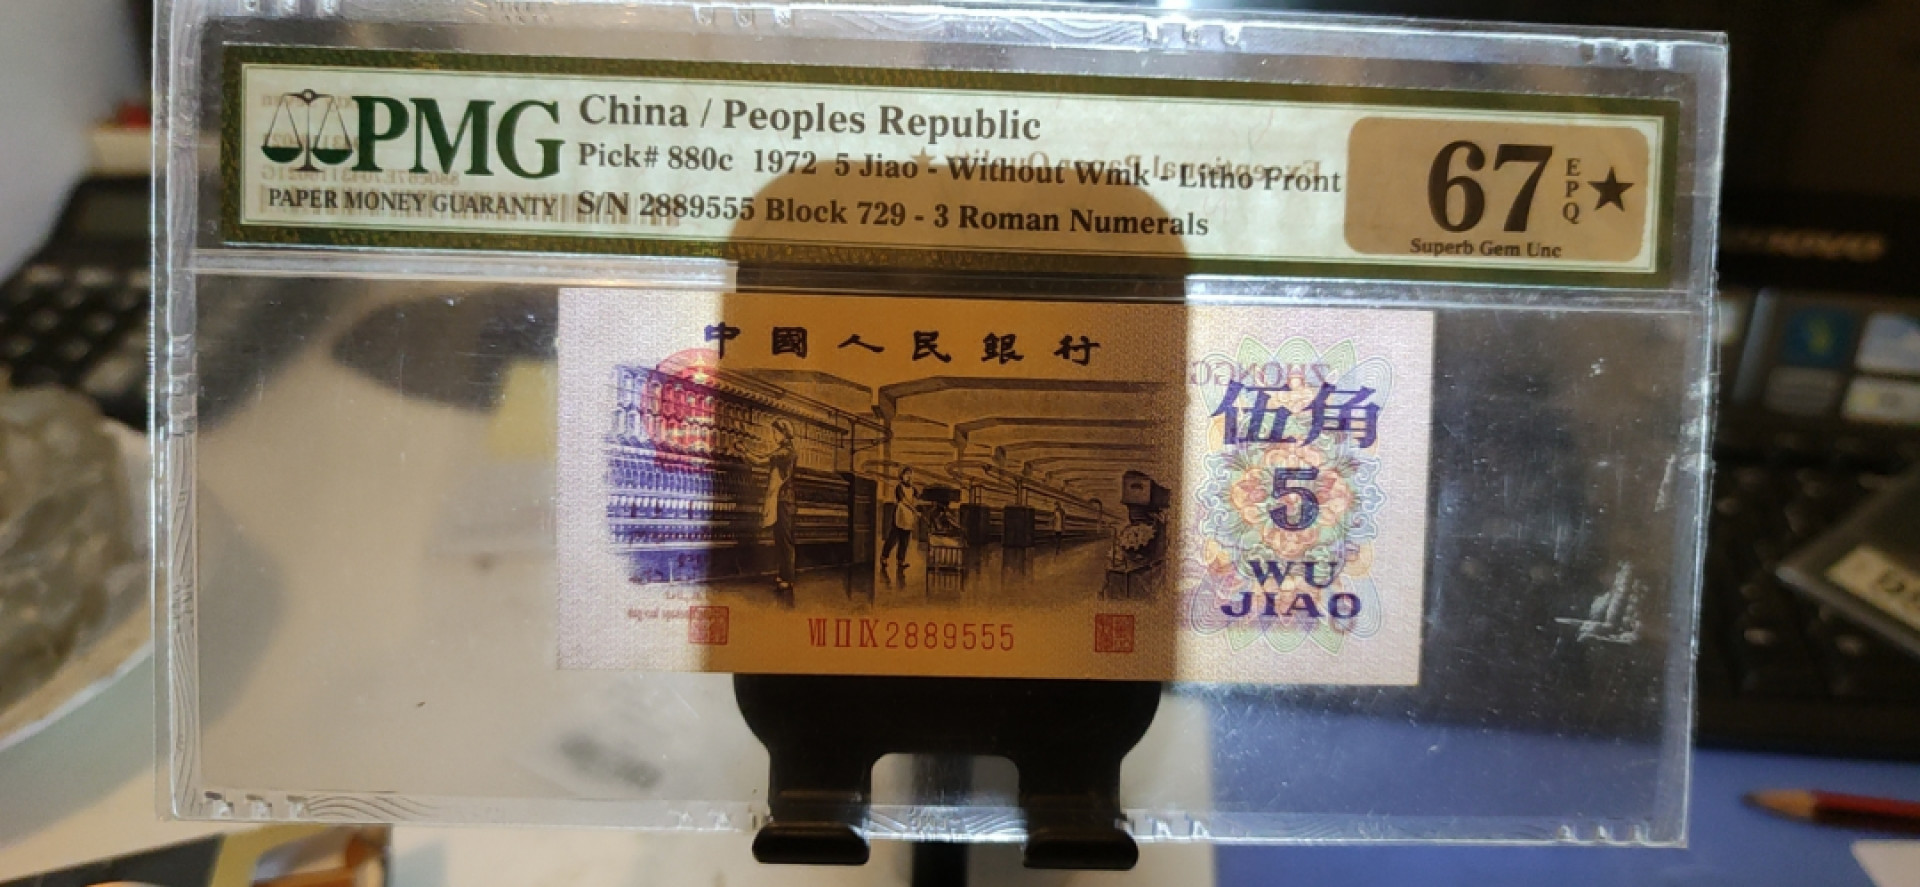 PMG
PAPER MONEY GUARANTY
China / Peoples Republic
Pick# 880c 1972 5 Jiao - Without Wmk - Litho Front
S/N 2889555 Block 729 - 3 Roman Numerals
67
EPQ
★
Superb Gem Unc
中國人民銀行
伍角
5
WU
JIAO
VII II IX 2889555